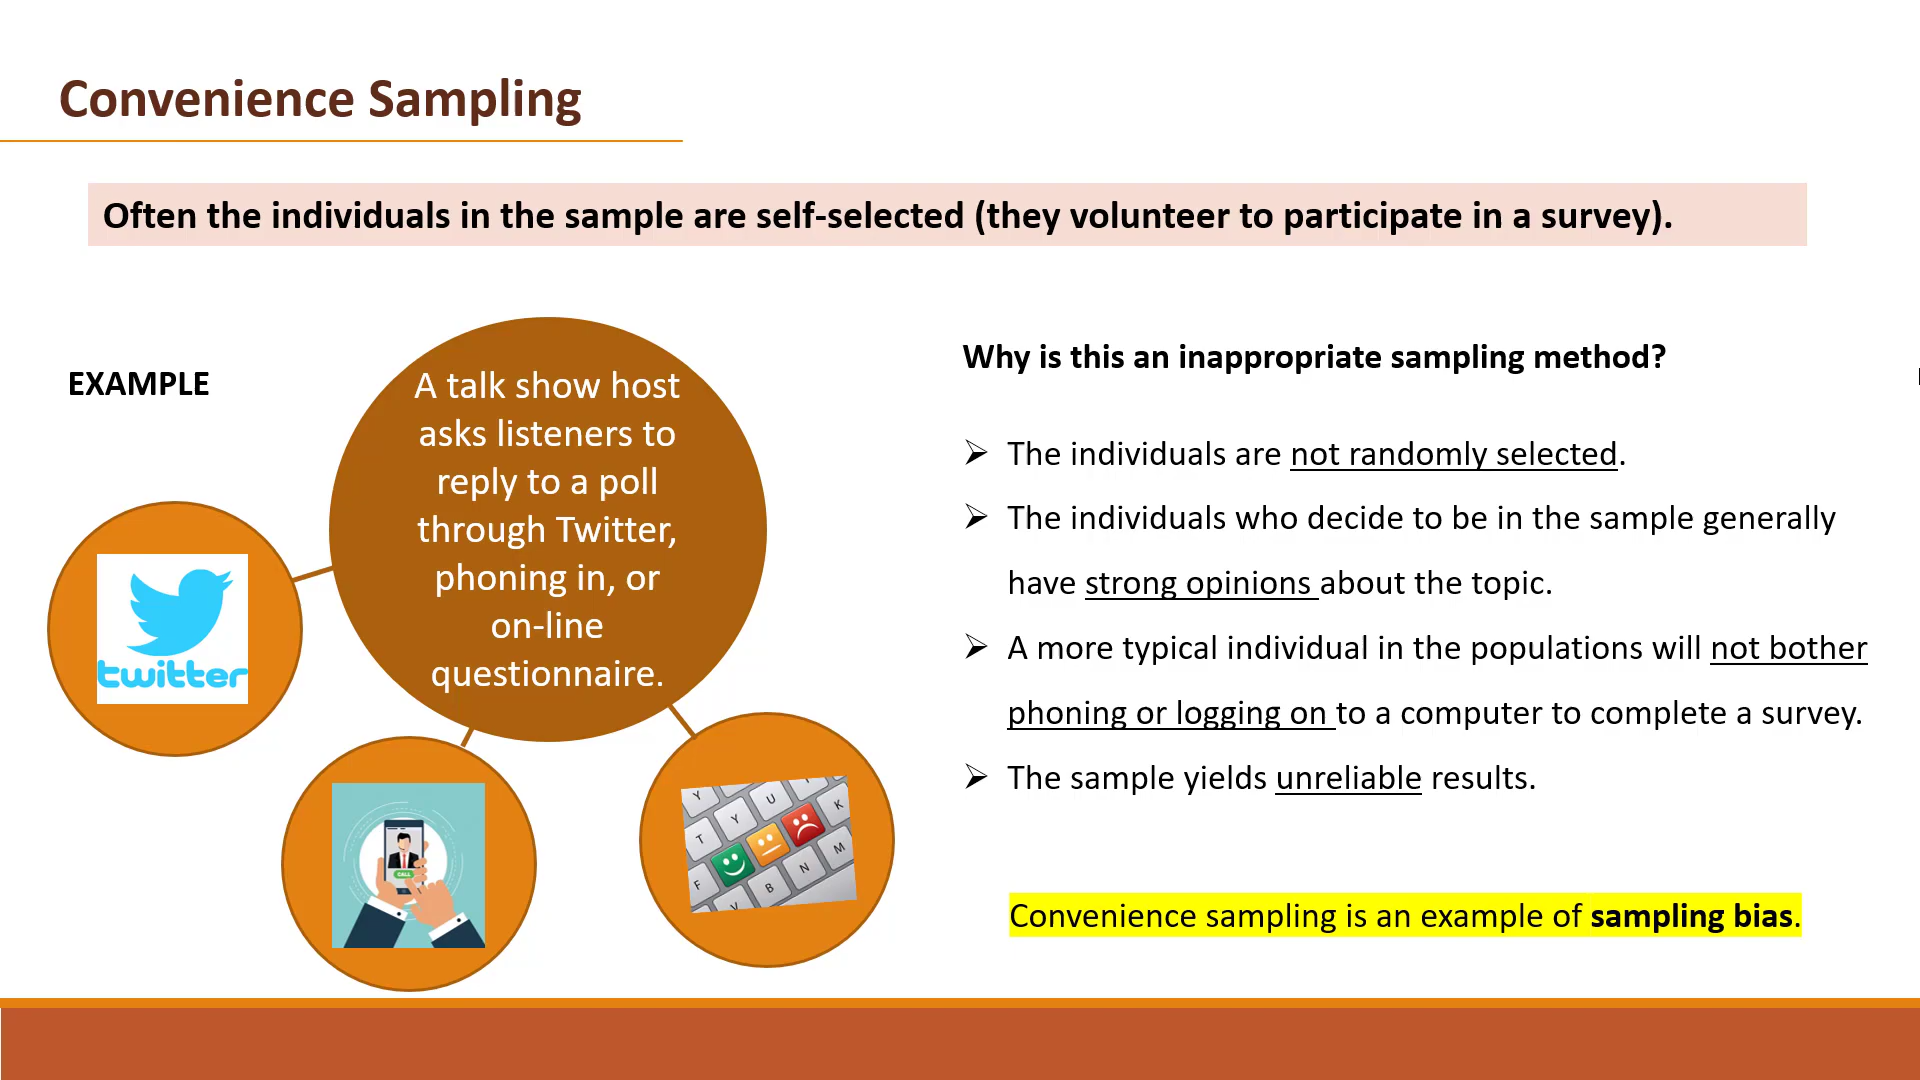 Convenience Sampling
Often the individuals in the sample are self-selected (they volunteer to participate in a survey).
EXAMPLE
A talk show host
asks listeners to
reply to a poll
through Twitter,
phoning in, or
on-line
questionnaire.
twitter
CALL
Y
U
T
Y
K
F
V
B
N
M
Why is this an inappropriate sampling method?
➢ The individuals are not randomly selected.
➢ The individuals who decide to be in the sample generally
have strong opinions about the topic.
➢ A more typical individual in the populations will not bother
phoning or logging on to a computer to complete a survey.
➢ The sample yields unreliable results.
Convenience sampling is an example of sampling bias.